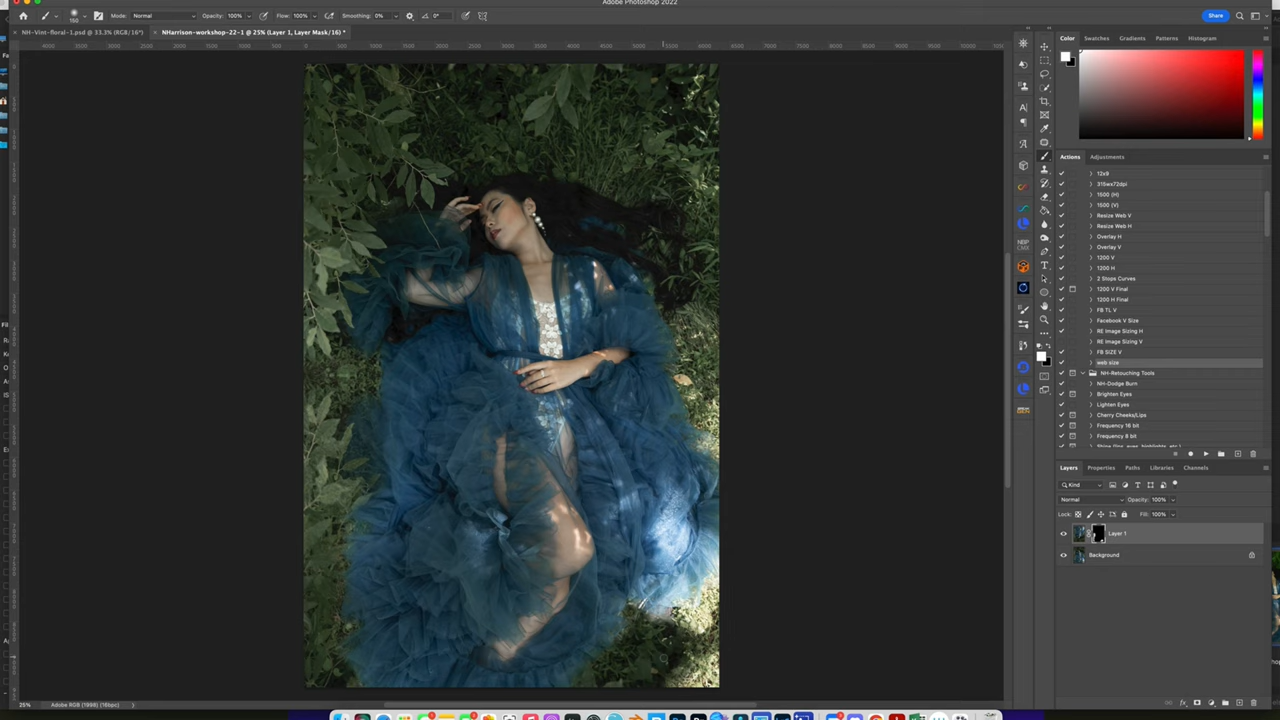 Adobe Photoshop 2022
Mode: Normal Opacity: 100% Flow: 100% Smoothing: 0% 0° Share
150
NH-Vint-floral-1.psd @ 33.3% (RGB/16*) NHarrison-workshop-22-1 @ 25% (Layer 1, Layer Mask/16) *
Color Swatches Gradients Patterns Histogram
Actions Adjustments
12x9
315wx72dpi
1500 (H)
1500 (V)
Resize Web V
Resize Web H
Overlay H
Overlay V
1200 V
1200 H
2 Stops Curves
1200 V Final
1200 H Final
FB TL V
Facebook V Size
RE Image Sizing H
RE Image Sizing V
FB SIZE V
web size
NH-Retouching Tools
NH-Dodge Burn
Brighten Eyes
Lighten Eyes
Cherry Cheeks/Lips
Frequency 16 bit
Frequency 8 bit
Layers Properties Paths Libraries Channels
Kind
Normal Opacity: 100%
Lock: Fill: 100%
Layer 1
Background
25% Adobe RGB (1998) (16bpc)